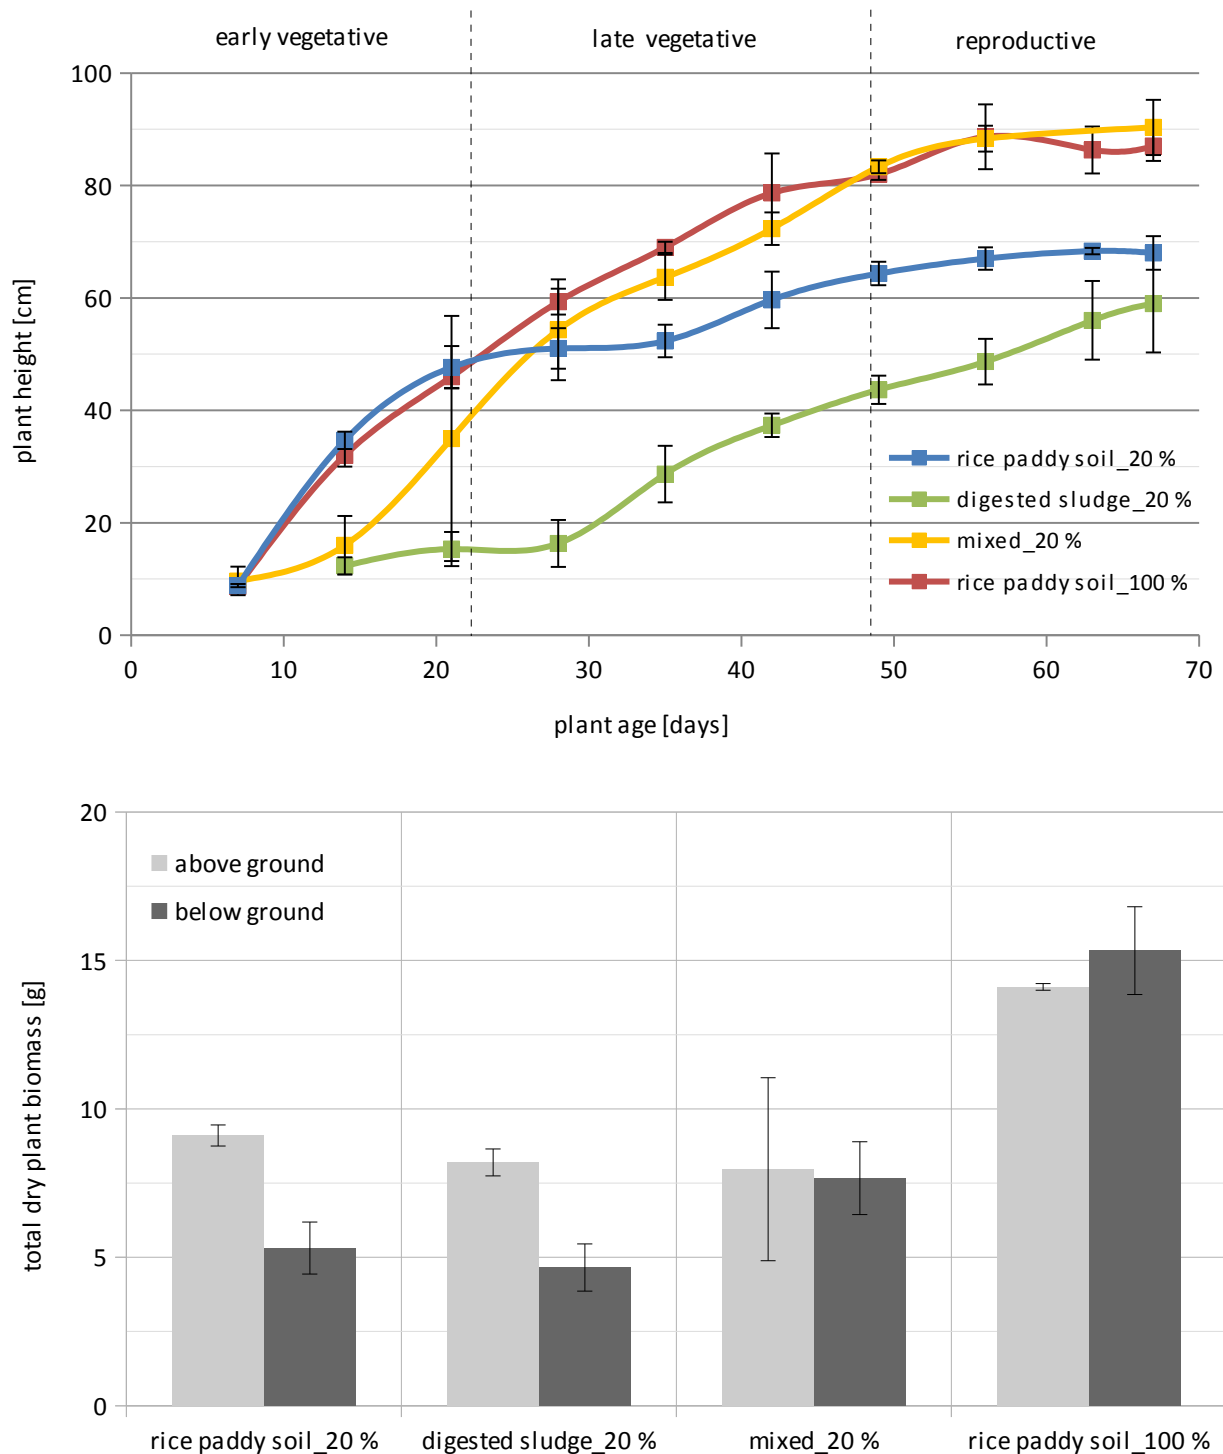 early vegetative
late vegetative
reproductive
100
80
60
40
20
0
plant height [cm]
rice paddy soil_20 %
digested sludge_20 %
mixed_20 %
rice paddy soil_100 %
0
10
20
30
40
50
60
70
plant age [days]
20
15
10
5
0
total dry plant biomass [g]
above ground
below ground
rice paddy soil_20 %
digested sludge_20 %
mixed_20 %
rice paddy soil_100 %